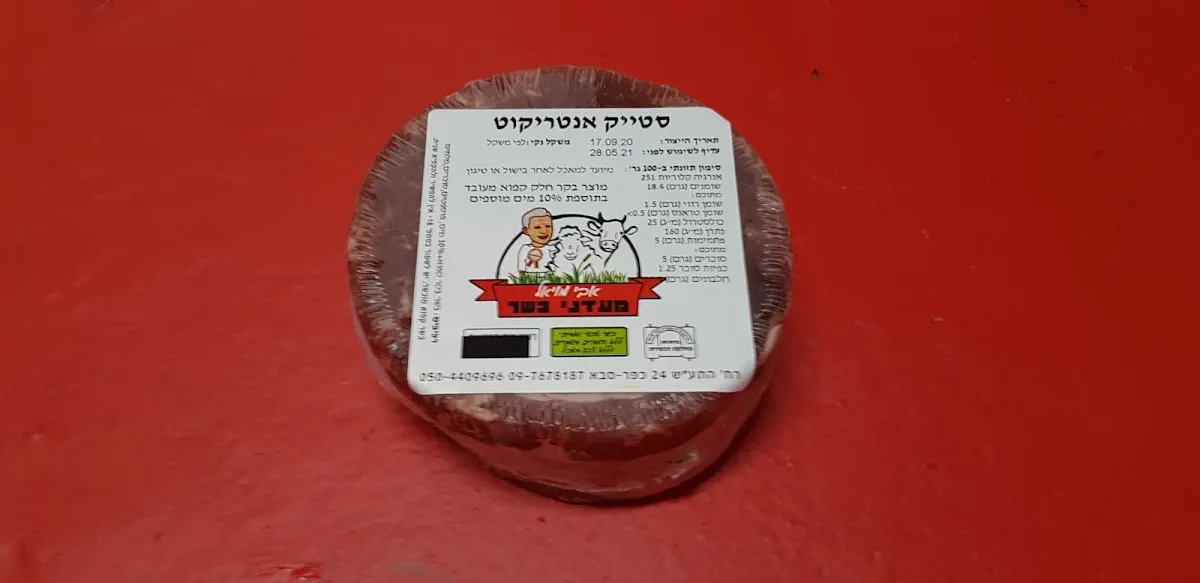 סטייק אנטריקוט
תאריך הייצור: 17.09.20 משקל נקי: לפי משקל
עדיף לשימוש לפני: 28.05.21
סימון תזונתי ב-100 גר':
אנרגיה קלוריות 251
שומנים (גרם) 18.4
מתוכם:
שומן רווי (גרם) 1.5
שומן טראנס (גרם) 0.5>
כולסטרול (מ"ג) 25
נתרן (מ"ג) 160
פחמימות (גרם) 5
מתוכם:
סוכרים (גרם) 5
כפיות סוכר 1.25
חלבונים (גרם)
מיועד למאכל לאחר בישול או טיגון
מוצר בקר חלק קפוא מעובד
בתוספת 10% מים מוספים
אבי מויאל
מעדני כשר
רח' התע"ש 24 כפר-סבא 09-7678187 050-4409696